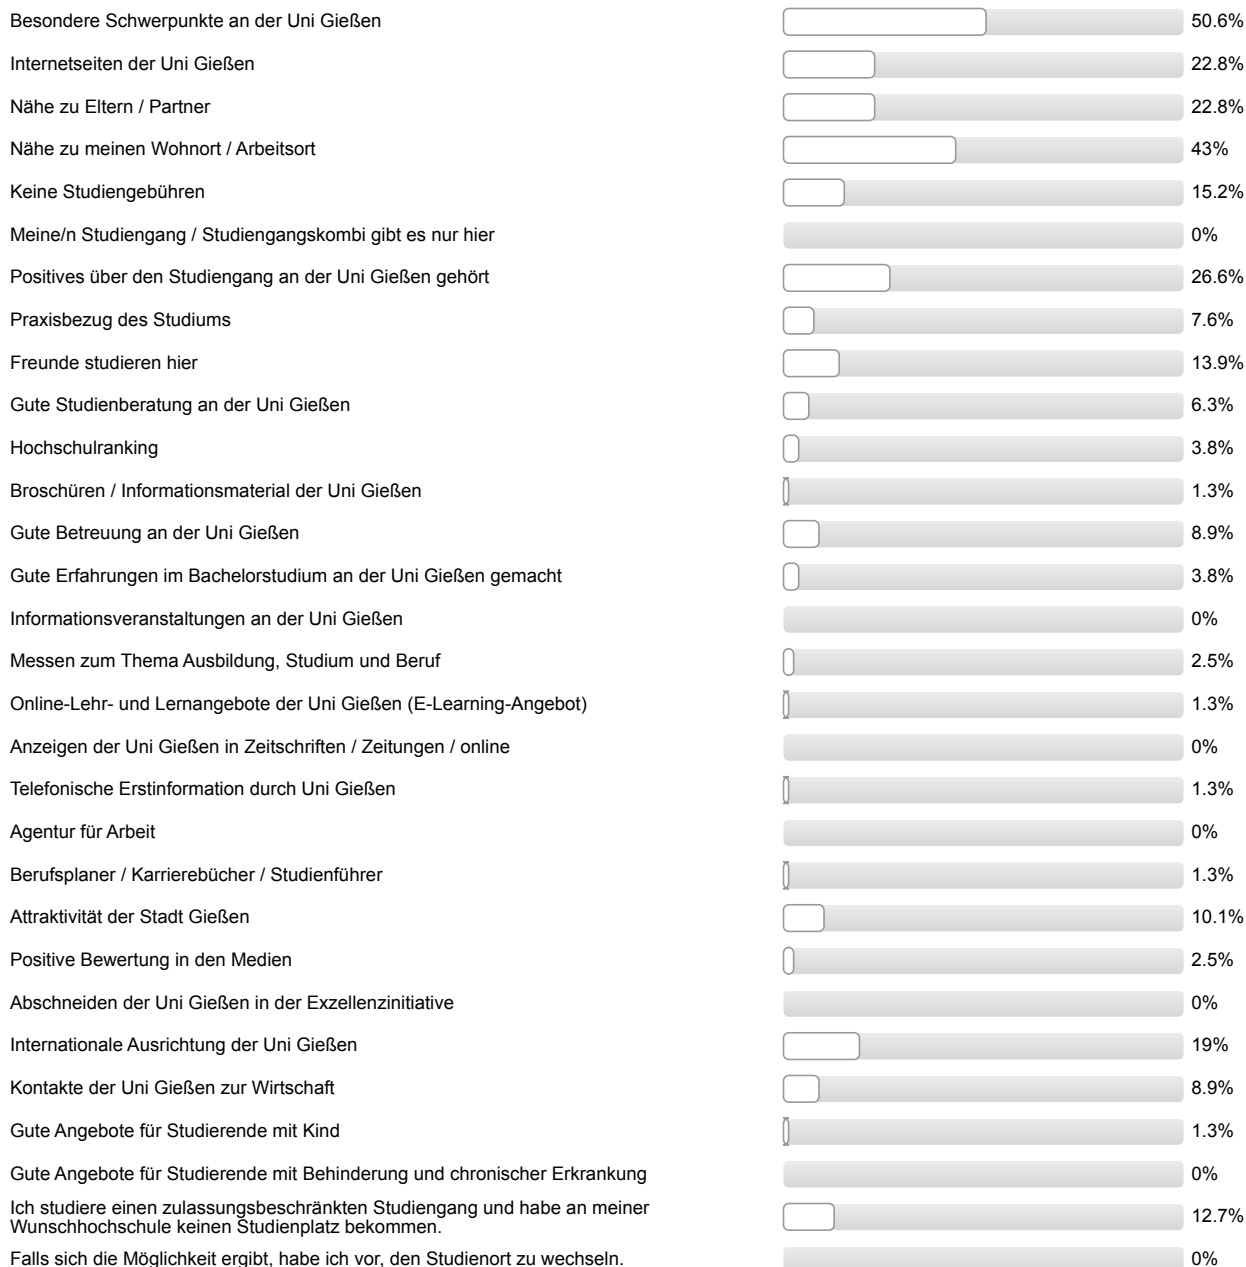 Besondere Schwerpunkte an der Uni Gießen 50.6%
Internetseiten der Uni Gießen 22.8%
Nähe zu Eltern / Partner 22.8%
Nähe zu meinen Wohnort / Arbeitsort 43%
Keine Studiengebühren 15.2%
Meine/n Studiengang / Studiengangskombi gibt es nur hier 0%
Positives über den Studiengang an der Uni Gießen gehört 26.6%
Praxisbezug des Studiums 7.6%
Freunde studieren hier 13.9%
Gute Studienberatung an der Uni Gießen 6.3%
Hochschulranking 3.8%
Broschüren / Informationsmaterial der Uni Gießen 1.3%
Gute Betreuung an der Uni Gießen 8.9%
Gute Erfahrungen im Bachelorstudium an der Uni Gießen gemacht 3.8%
Informationsveranstaltungen an der Uni Gießen 0%
Messen zum Thema Ausbildung, Studium und Beruf 2.5%
Online-Lehr- und Lernangebote der Uni Gießen (E-Learning-Angebot) 1.3%
Anzeigen der Uni Gießen in Zeitschriften / Zeitungen / online 0%
Telefonische Erstinformation durch Uni Gießen 1.3%
Agentur für Arbeit 0%
Berufsplaner / Karrierebücher / Studienführer 1.3%
Attraktivität der Stadt Gießen 10.1%
Positive Bewertung in den Medien 2.5%
Abschneiden der Uni Gießen in der Exzellenzinitiative 0%
Internationale Ausrichtung der Uni Gießen 19%
Kontakte der Uni Gießen zur Wirtschaft 8.9%
Gute Angebote für Studierende mit Kind 1.3%
Gute Angebote für Studierende mit Behinderung und chronischer Erkrankung 0%
Ich studiere einen zulassungsbeschränkten Studiengang und habe an meiner
Wunschhochschule keinen Studienplatz bekommen. 12.7%
Falls sich die Möglichkeit ergibt, habe ich vor, den Studienort zu wechseln. 0%